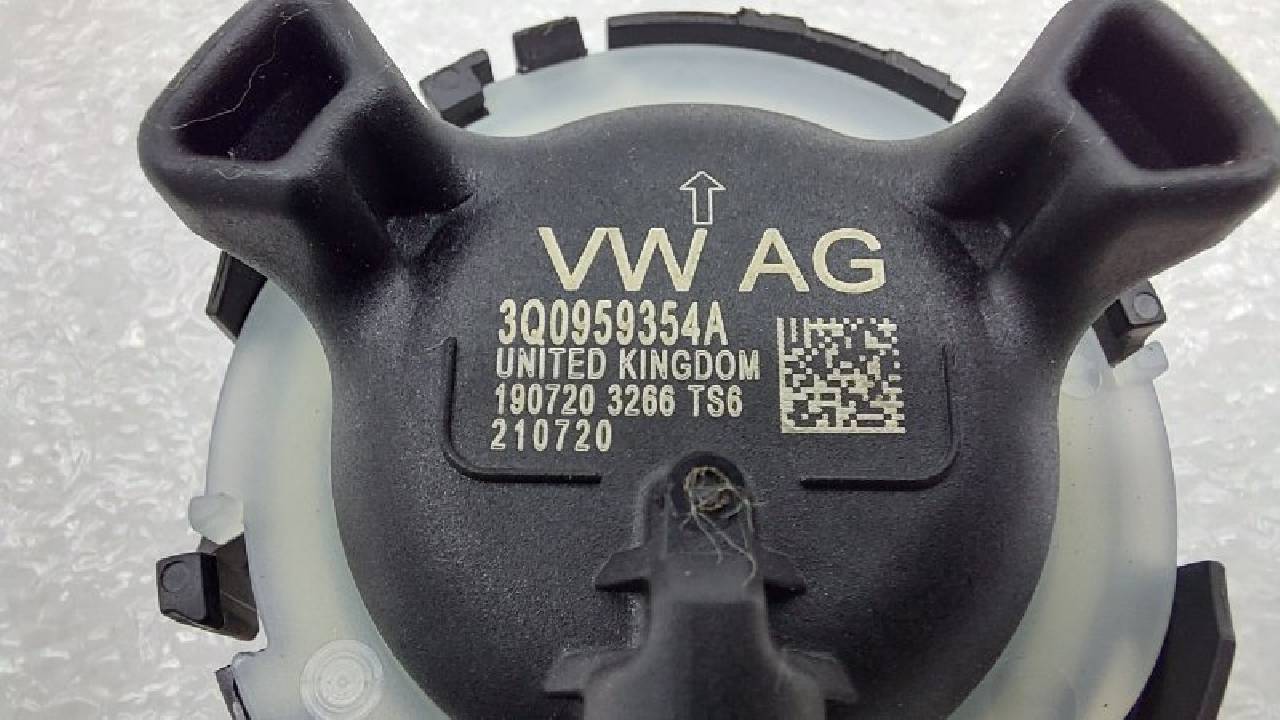 VW AG
3Q0959354A
UNITED KINGDOM
190720 3266 TS6
210720